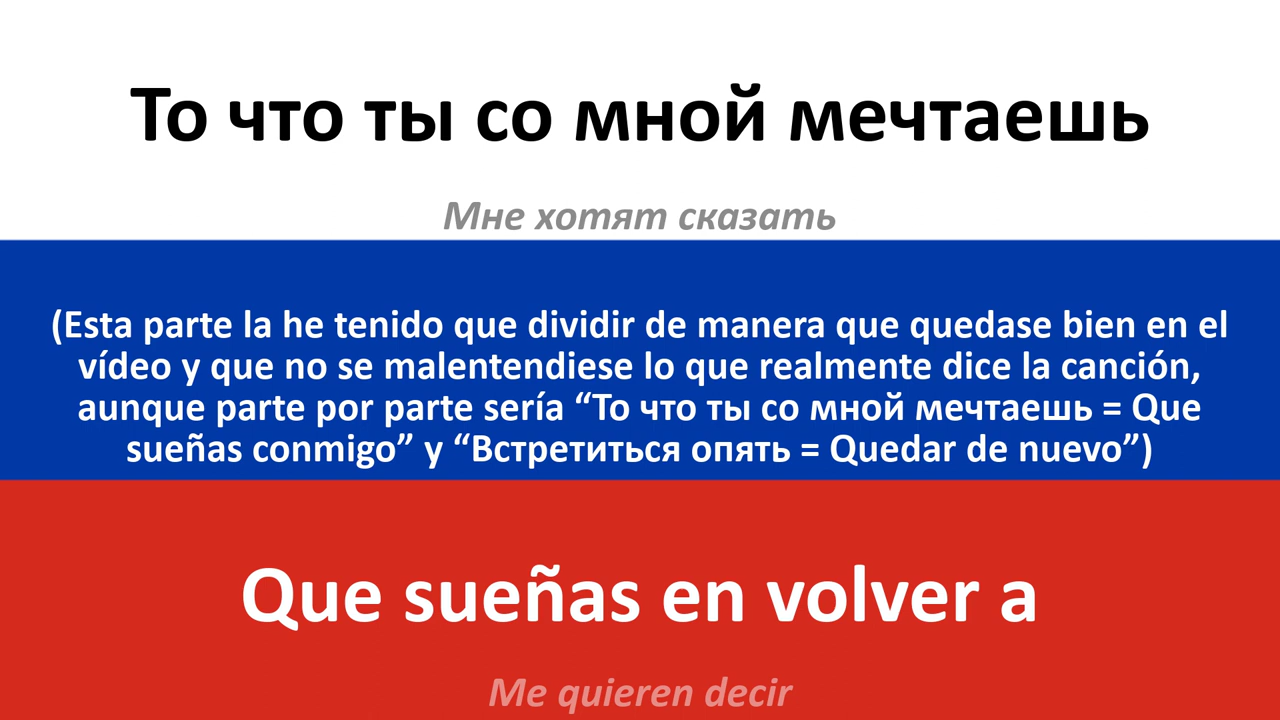 То что ты со мной мечтаешь
Мне хотят сказать
(Esta parte la he tenido que dividir de manera que quedase bien en el
vídeo y que no se malentendiese lo que realmente dice la canción,
aunque parte por parte sería “То что ты со мной мечтаешь = Que
sueñas conmigo” y “Встретиться опять = Quedar de nuevo”)
Que sueñas en volver a
Me quieren decir